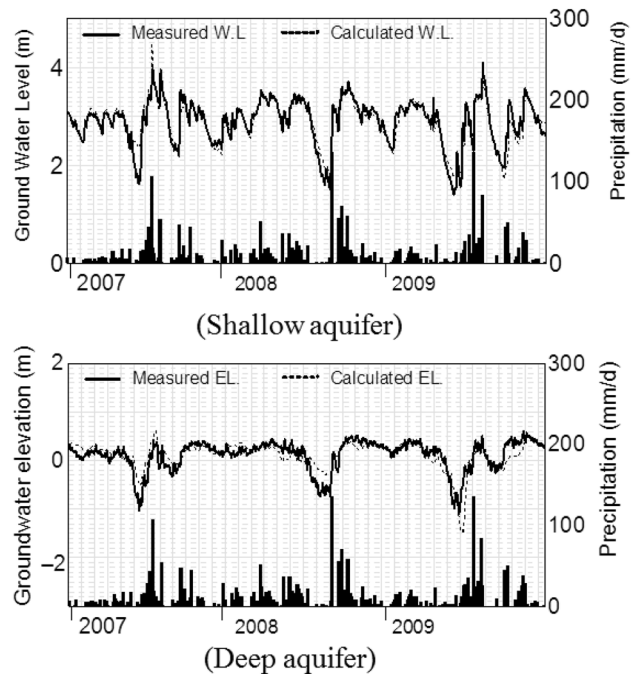 Measured W.L Calculated W.L.
Ground Water Level (m)
4
2
0
300
200
100
0
Precipitation (mm/d)
2007 2008 2009
(Shallow aquifer)
Measured EL. Calculated EL.
Groundwater elevation (m)
2
0
−2
300
200
100
0
Precipitation (mm/d)
2007 2008 2009
(Deep aquifer)